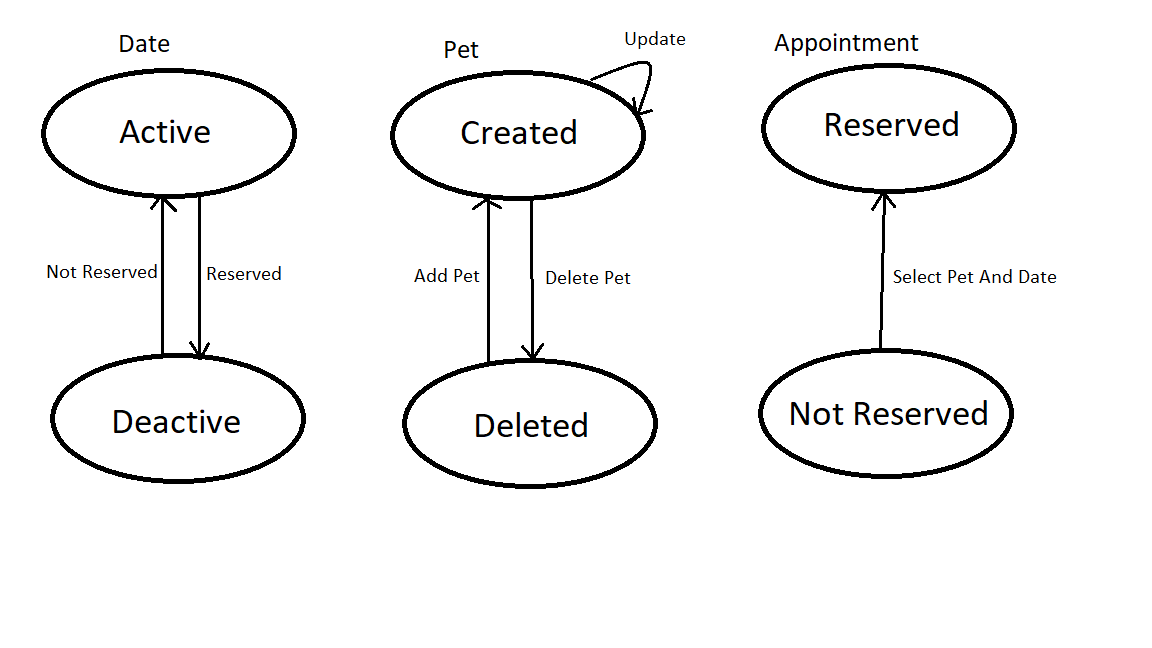 Date
Pet
Update
Appointment
Active
Created
Reserved
Not Reserved
Reserved
Add Pet
Delete Pet
Select Pet And Date
Deactive
Deleted
Not Reserved